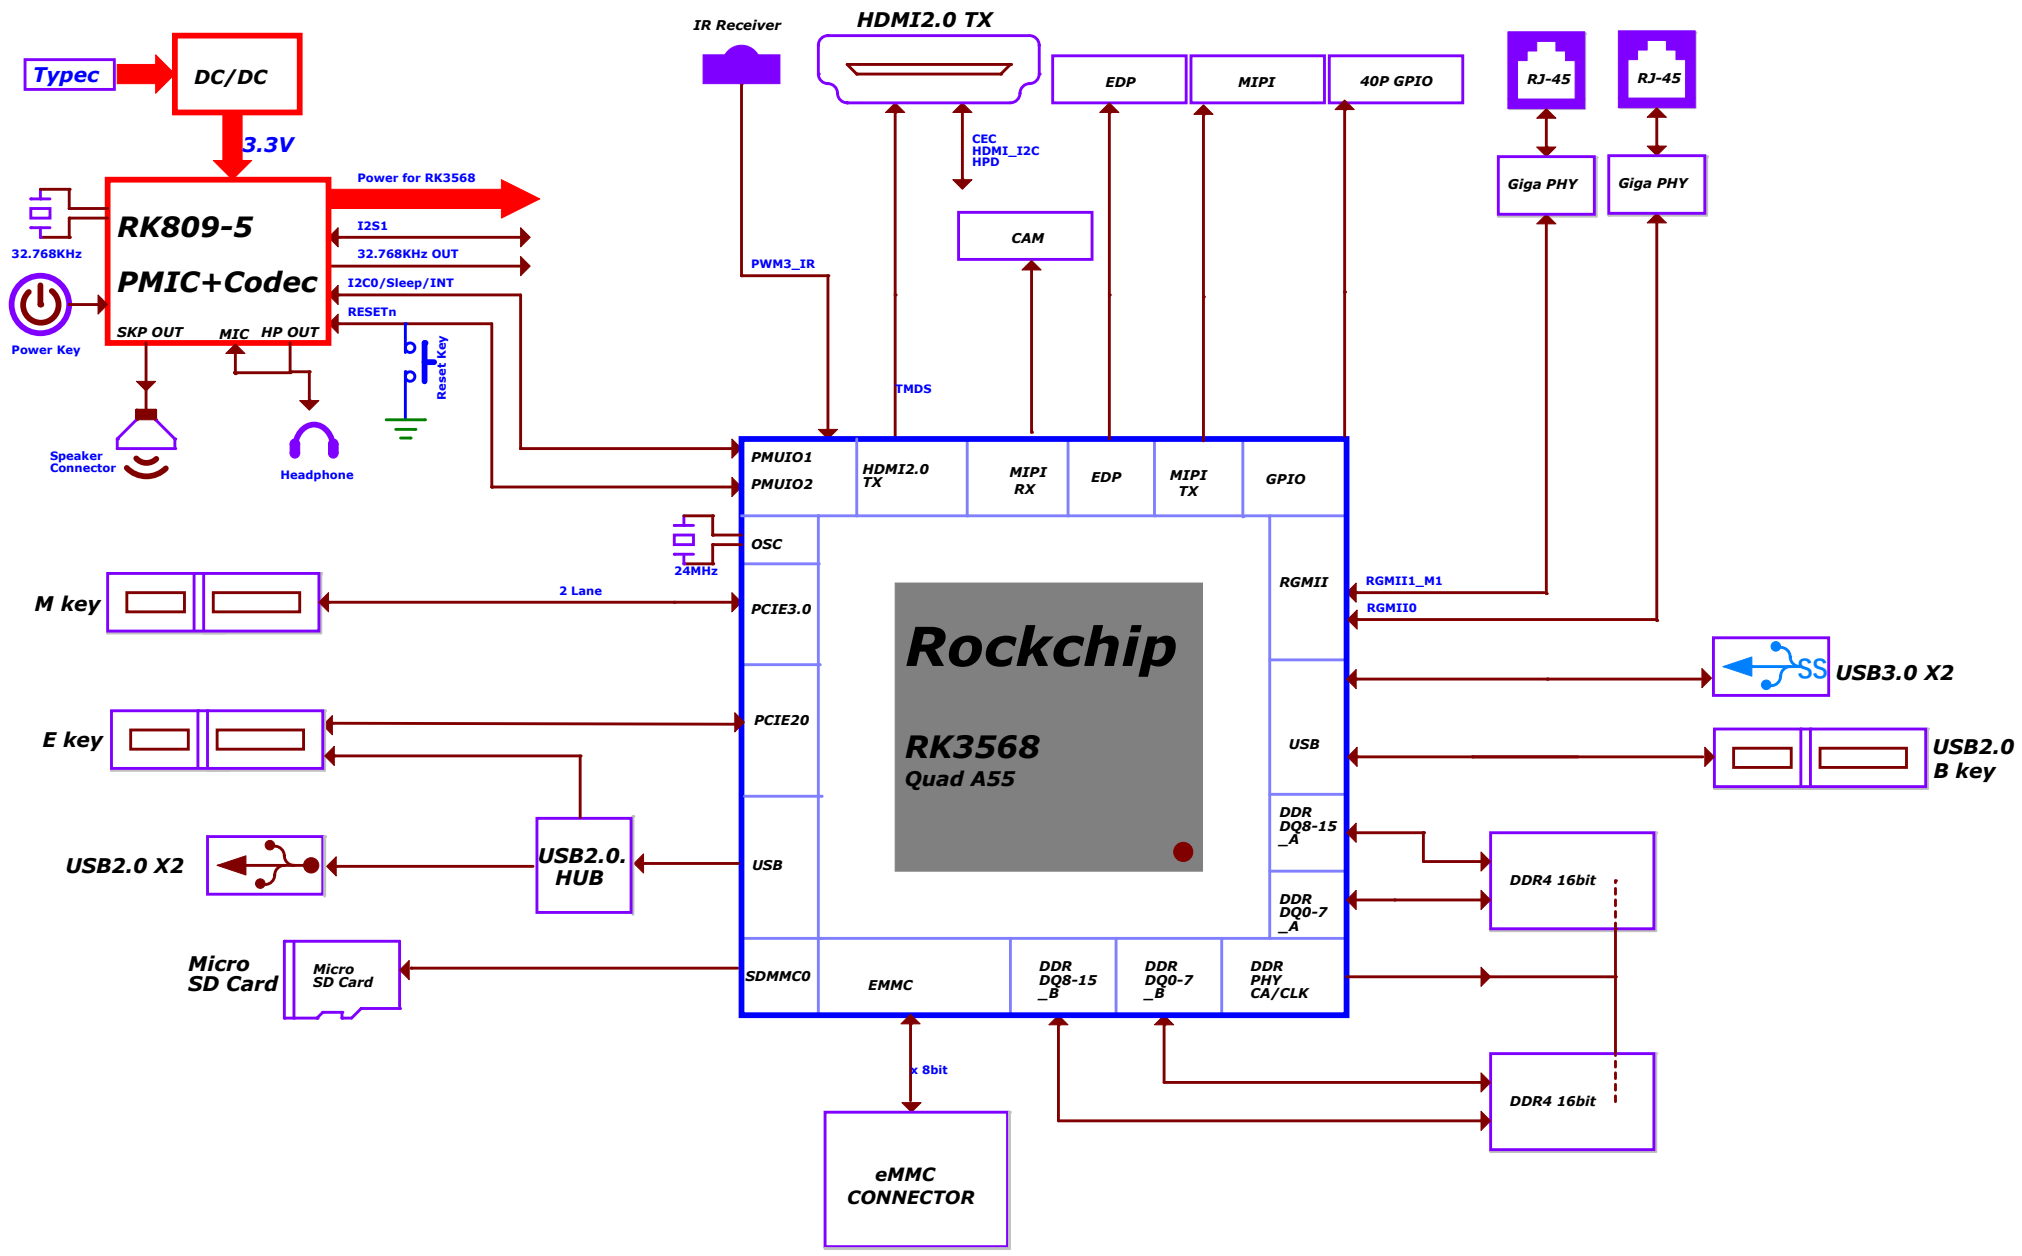 IR Receiver
HDMI2.0 TX
Typec
DC/DC
EDP
MIPI
40P GPIO
RJ-45
RJ-45
3.3V
CEC
HDMI_I2C
HPD
Giga PHY
Giga PHY
Power for RK3568
RK809-5
PMIC+Codec
I2S1
32.768KHz
32.768KHz OUT
CAM
PWM3_IR
I2C0/Sleep/INT
RESETn
SKP OUT
MIC
HP OUT
Power Key
Reset Key
TMDS
Speaker
Connector
Headphone
PMUIO1
PMUIO2
HDMI2.0
TX
MIPI
RX
EDP
MIPI
TX
GPIO
OSC
24MHz
RGMII
RGMII1_M1
RGMII0
M key
2 Lane
PCIE3.0
Rockchip
RK3568
Quad A55
USB3.0 X2
E key
PCIE20
USB
USB2.0
B key
USB2.0 X2
USB2.0.
HUB
USB
DDR
DQ8-15
_A
DDR
DQ0-7
_A
DDR4 16bit
Micro
SD Card
Micro
SD Card
SDMMC0
EMMC
DDR
DQ8-15
_B
DDR
DQ0-7
_B
DDR
PHY
CA/CLK
x 8bit
DDR4 16bit
eMMC
CONNECTOR
SS